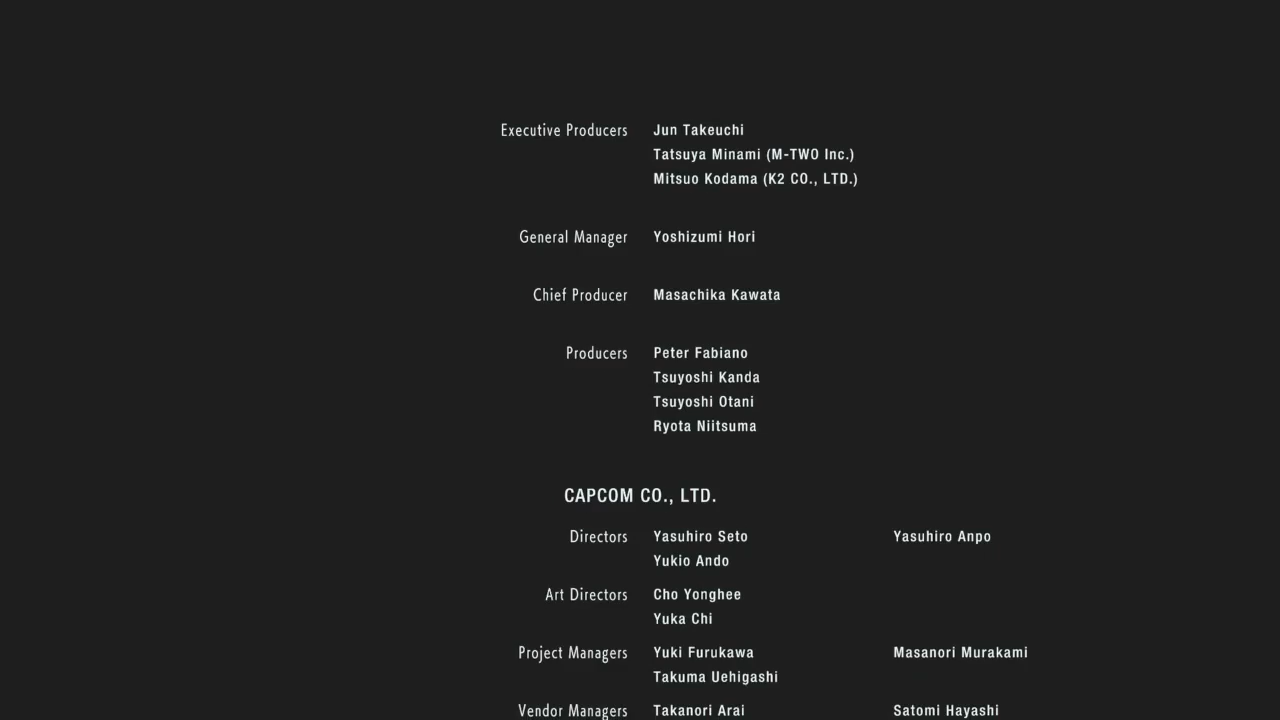 Executive Producers Jun Takeuchi
Tatsuya Minami (M-TWO Inc.)
Mitsuo Kodama (K2 CO., LTD.)
General Manager Yoshizumi Hori
Chief Producer Masachika Kawata
Producers Peter Fabiano
Tsuyoshi Kanda
Tsuyoshi Otani
Ryota Niitsuma
CAPCOM CO., LTD.
Directors Yasuhiro Seto Yasuhiro Anpo
Yukio Ando
Art Directors Cho Yonghee
Yuka Chi
Project Managers Yuki Furukawa Masanori Murakami
Takuma Uehigashi
Vendor Managers Takanori Arai Satomi Hayashi